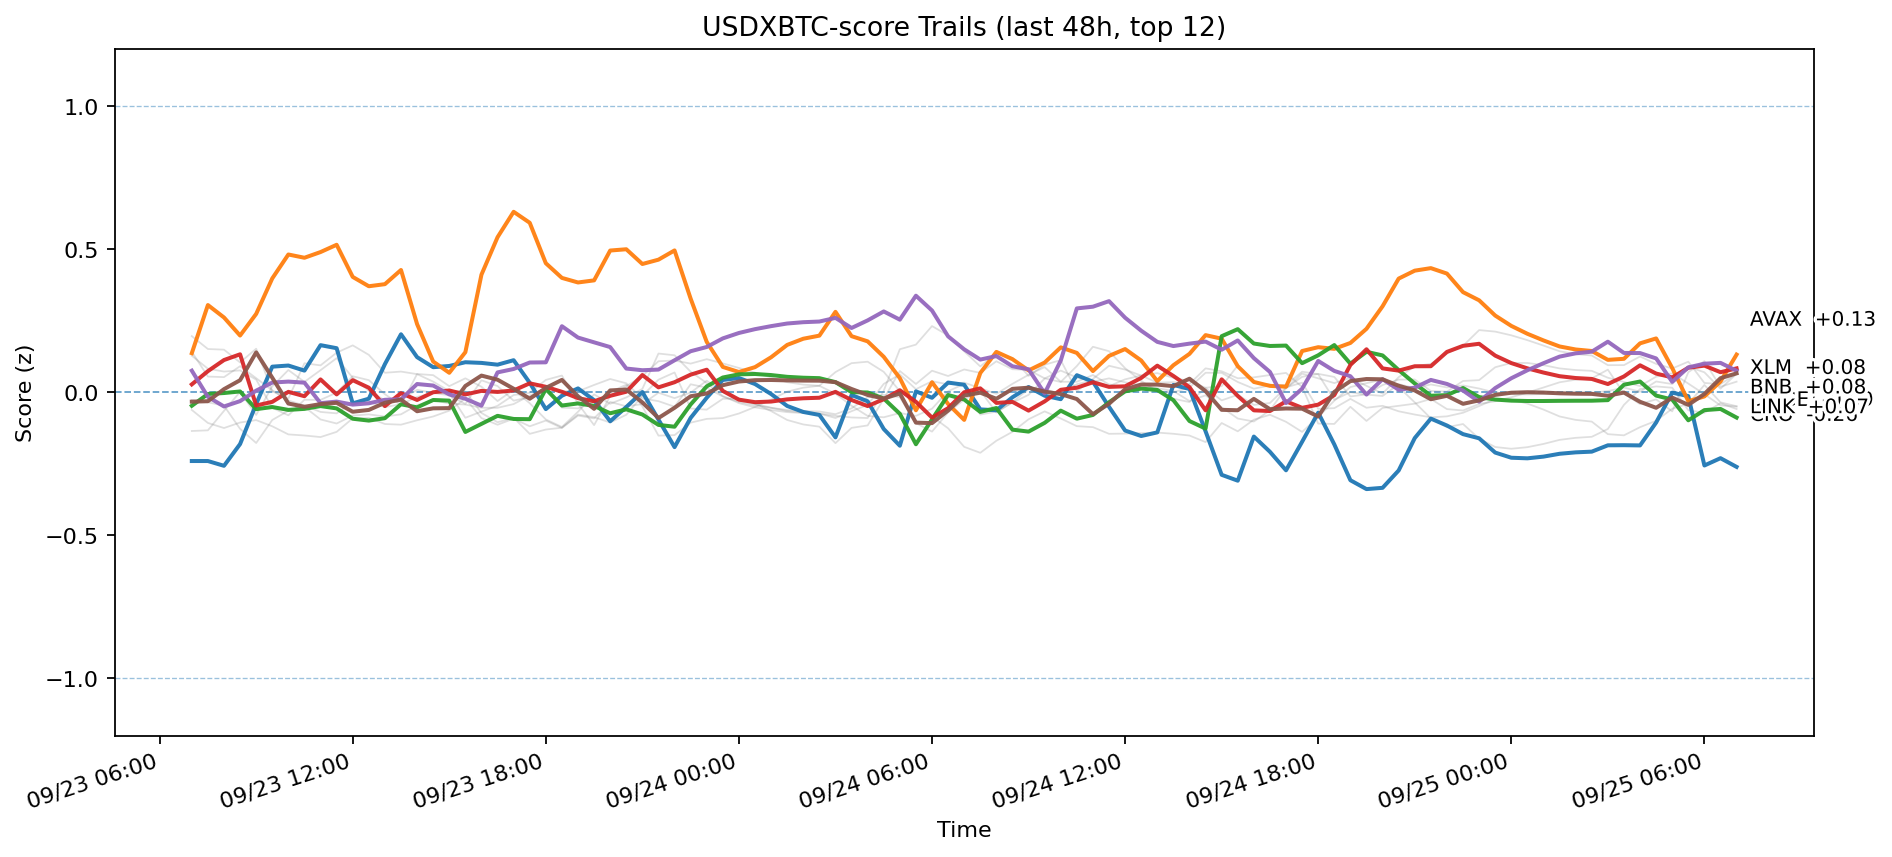 USDXBTC-score Trails (last 48h, top 12)
Score (z)
1.0
0.5
0.0
−0.5
−1.0
AVAX +0.13
XLM +0.08
BNB +0.08
LINK +0.07
09/23 06:00
09/23 12:00
09/23 18:00
09/24 00:00
09/24 06:00
09/24 12:00
09/24 18:00
09/25 00:00
09/25 06:00
Time